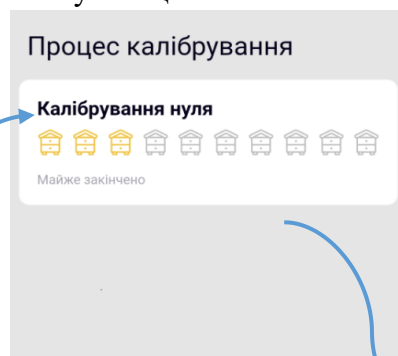 Процес калібрування
Калібрування нуля
Майже закінчено